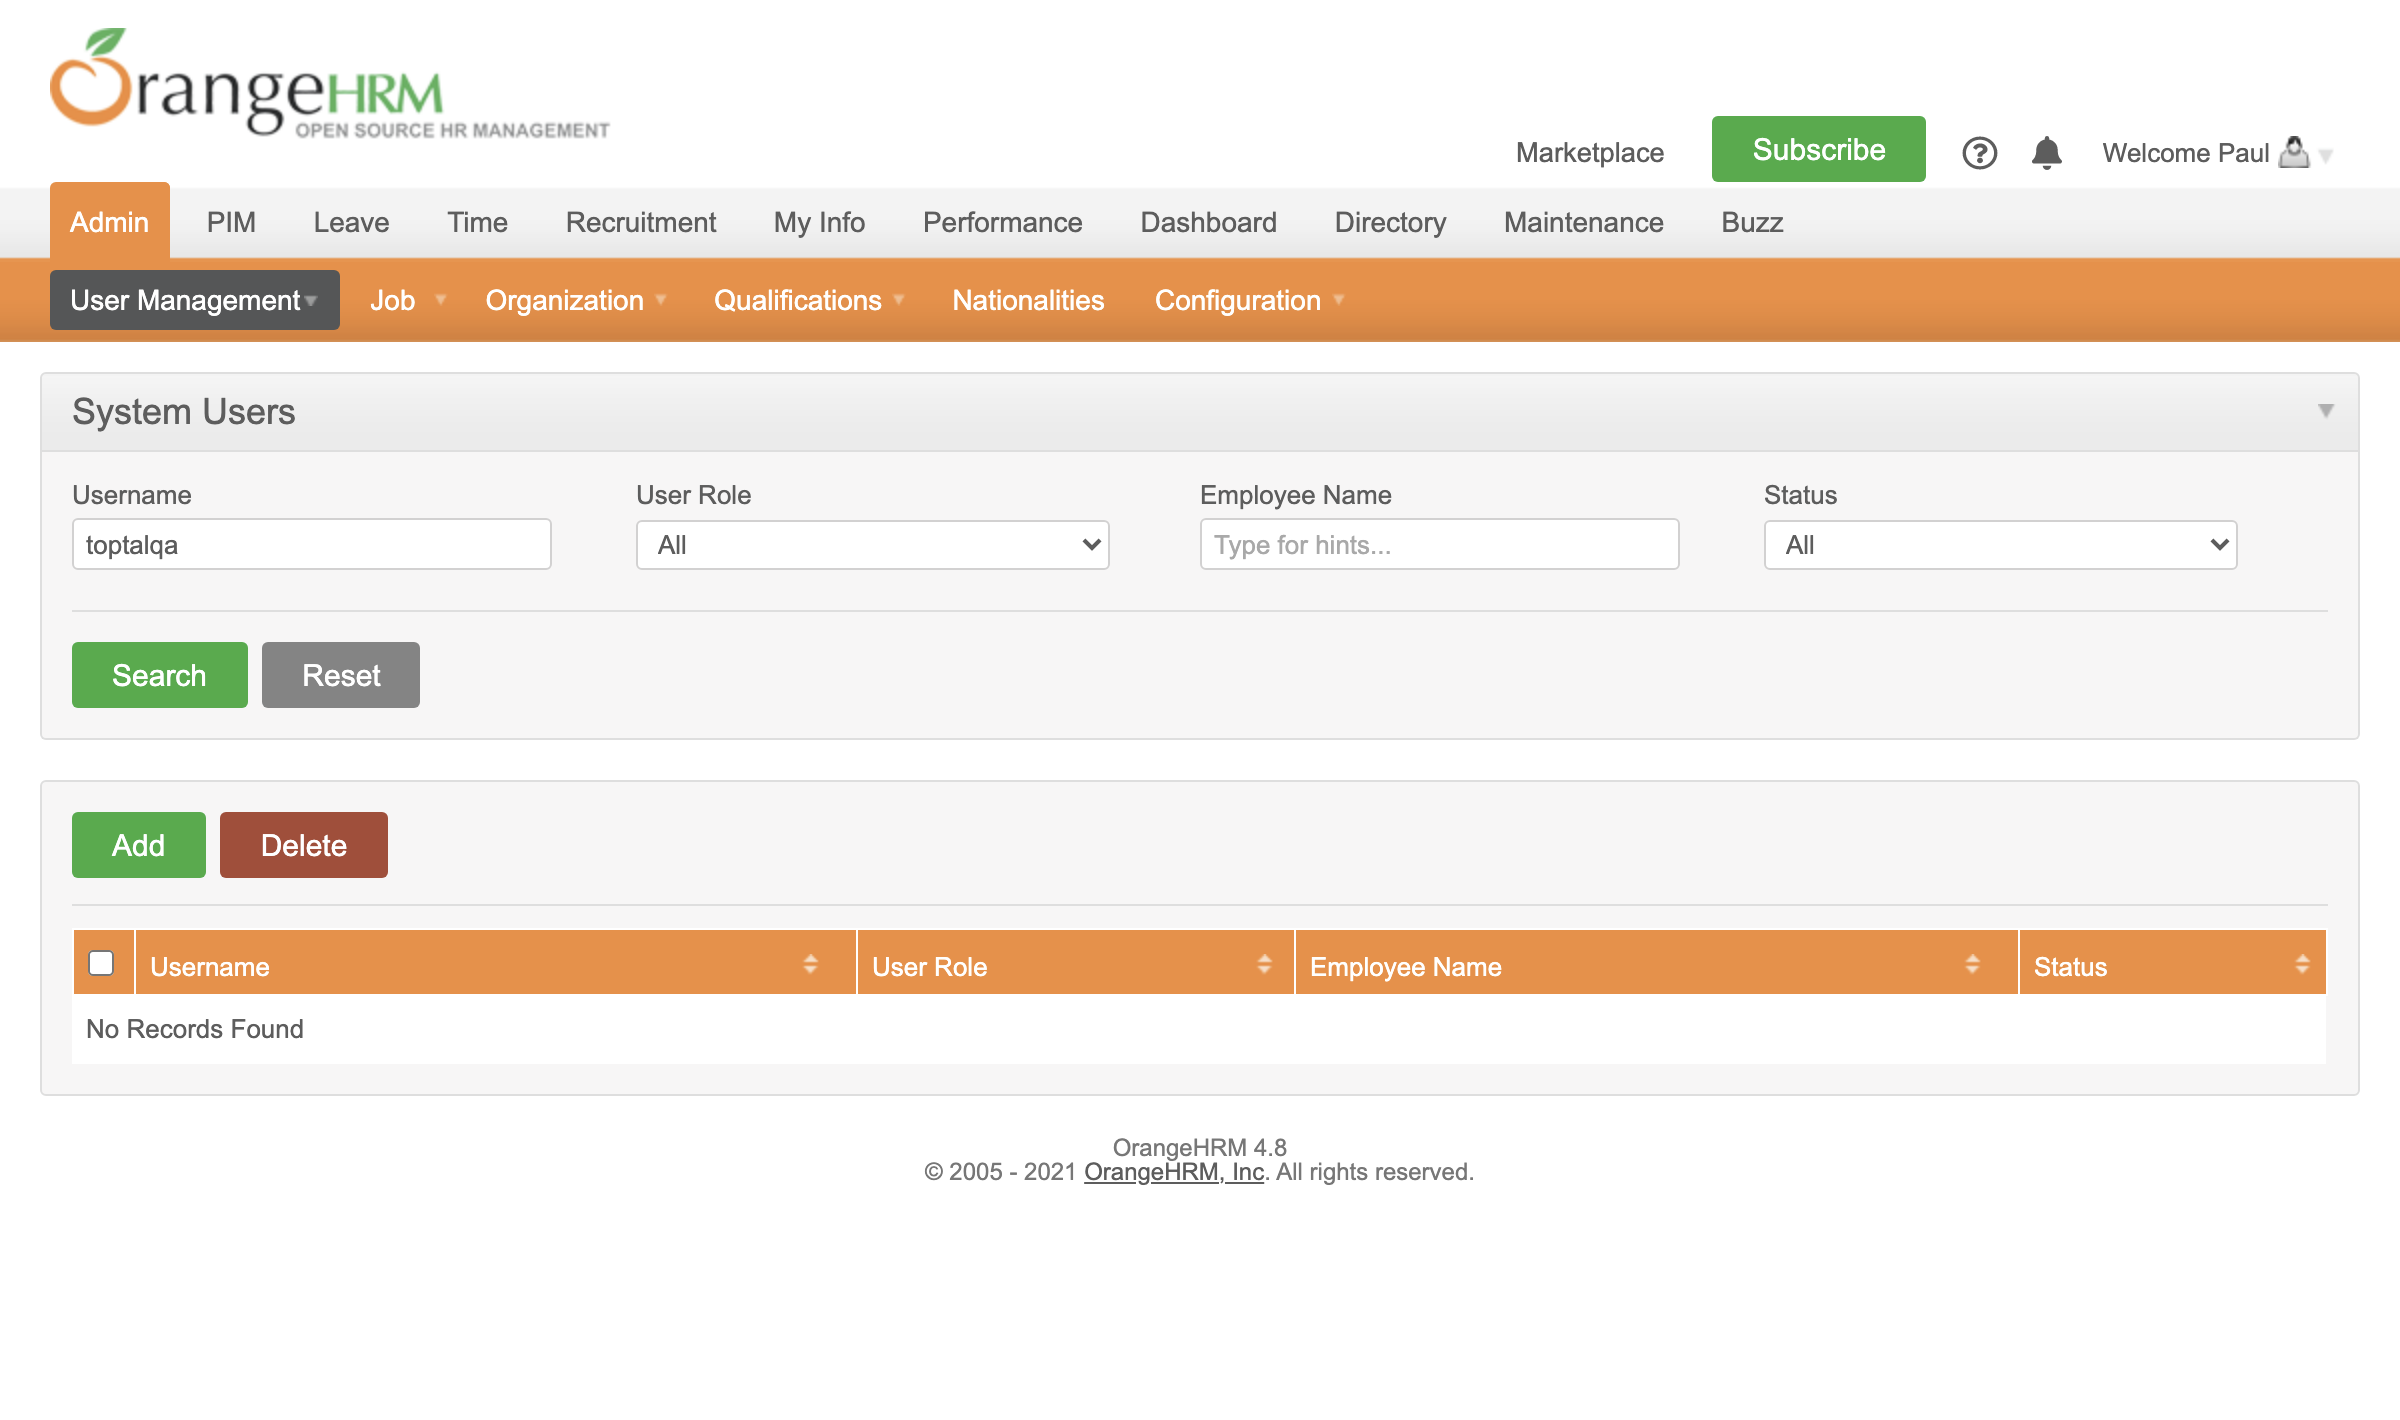 OrangeHRM
OPEN SOURCE HR MANAGEMENT
Marketplace Subscribe Welcome Paul
Admin PIM Leave Time Recruitment My Info Performance Dashboard Directory Maintenance Buzz
User Management Job Organization Qualifications Nationalities Configuration
System Users
Username User Role Employee Name Status
toptalqa All Type for hints... All
Search Reset
Add Delete
Username User Role Employee Name Status
No Records Found
OrangeHRM 4.8
© 2005 - 2021 OrangeHRM, Inc. All rights reserved.